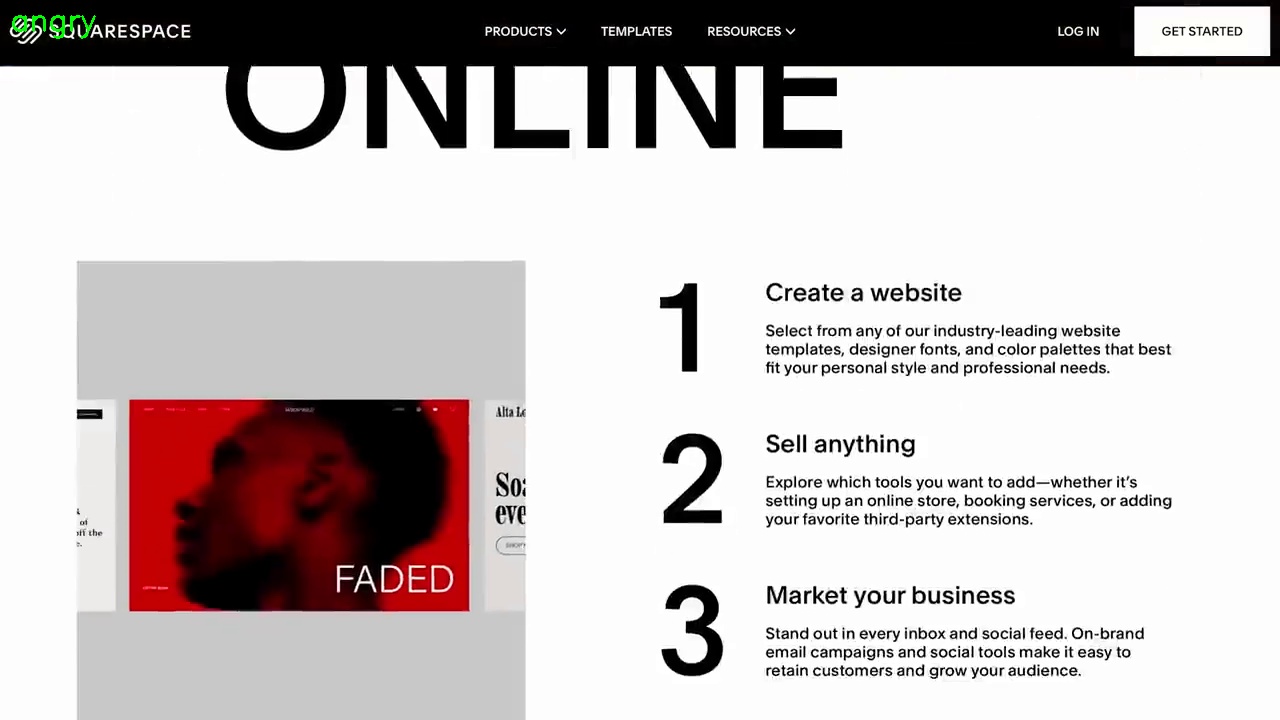 angry
SQUARESPACE
PRODUCTS
TEMPLATES
RESOURCES
LOG IN
GET STARTED
ONLINE
1
Create a website
Select from any of our industry-leading website
templates, designer fonts, and color palettes that best
fit your personal style and professional needs.
2
Sell anything
Explore which tools you want to add—whether it's
setting up an online store, booking services, or adding
your favorite third-party extensions.
3
Market your business
Stand out in every inbox and social feed. On-brand
email campaigns and social tools make it easy to
retain customers and grow your audience.
Alta
of
off the
FADED